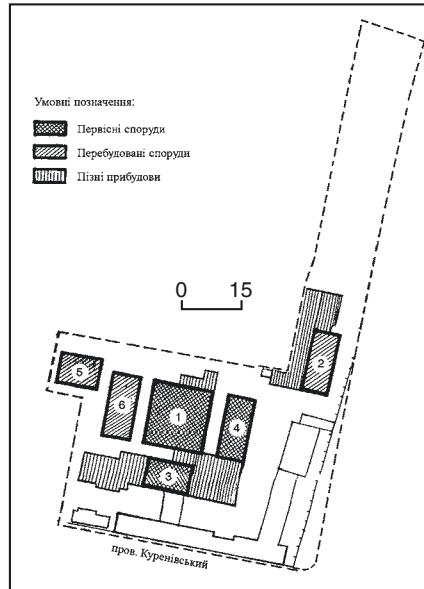 Умовні позначення:
Первісні споруди
Перебудовані споруди
Пізні прибудови
0 15
2
5
6
1
4
3
пров. Куренівський